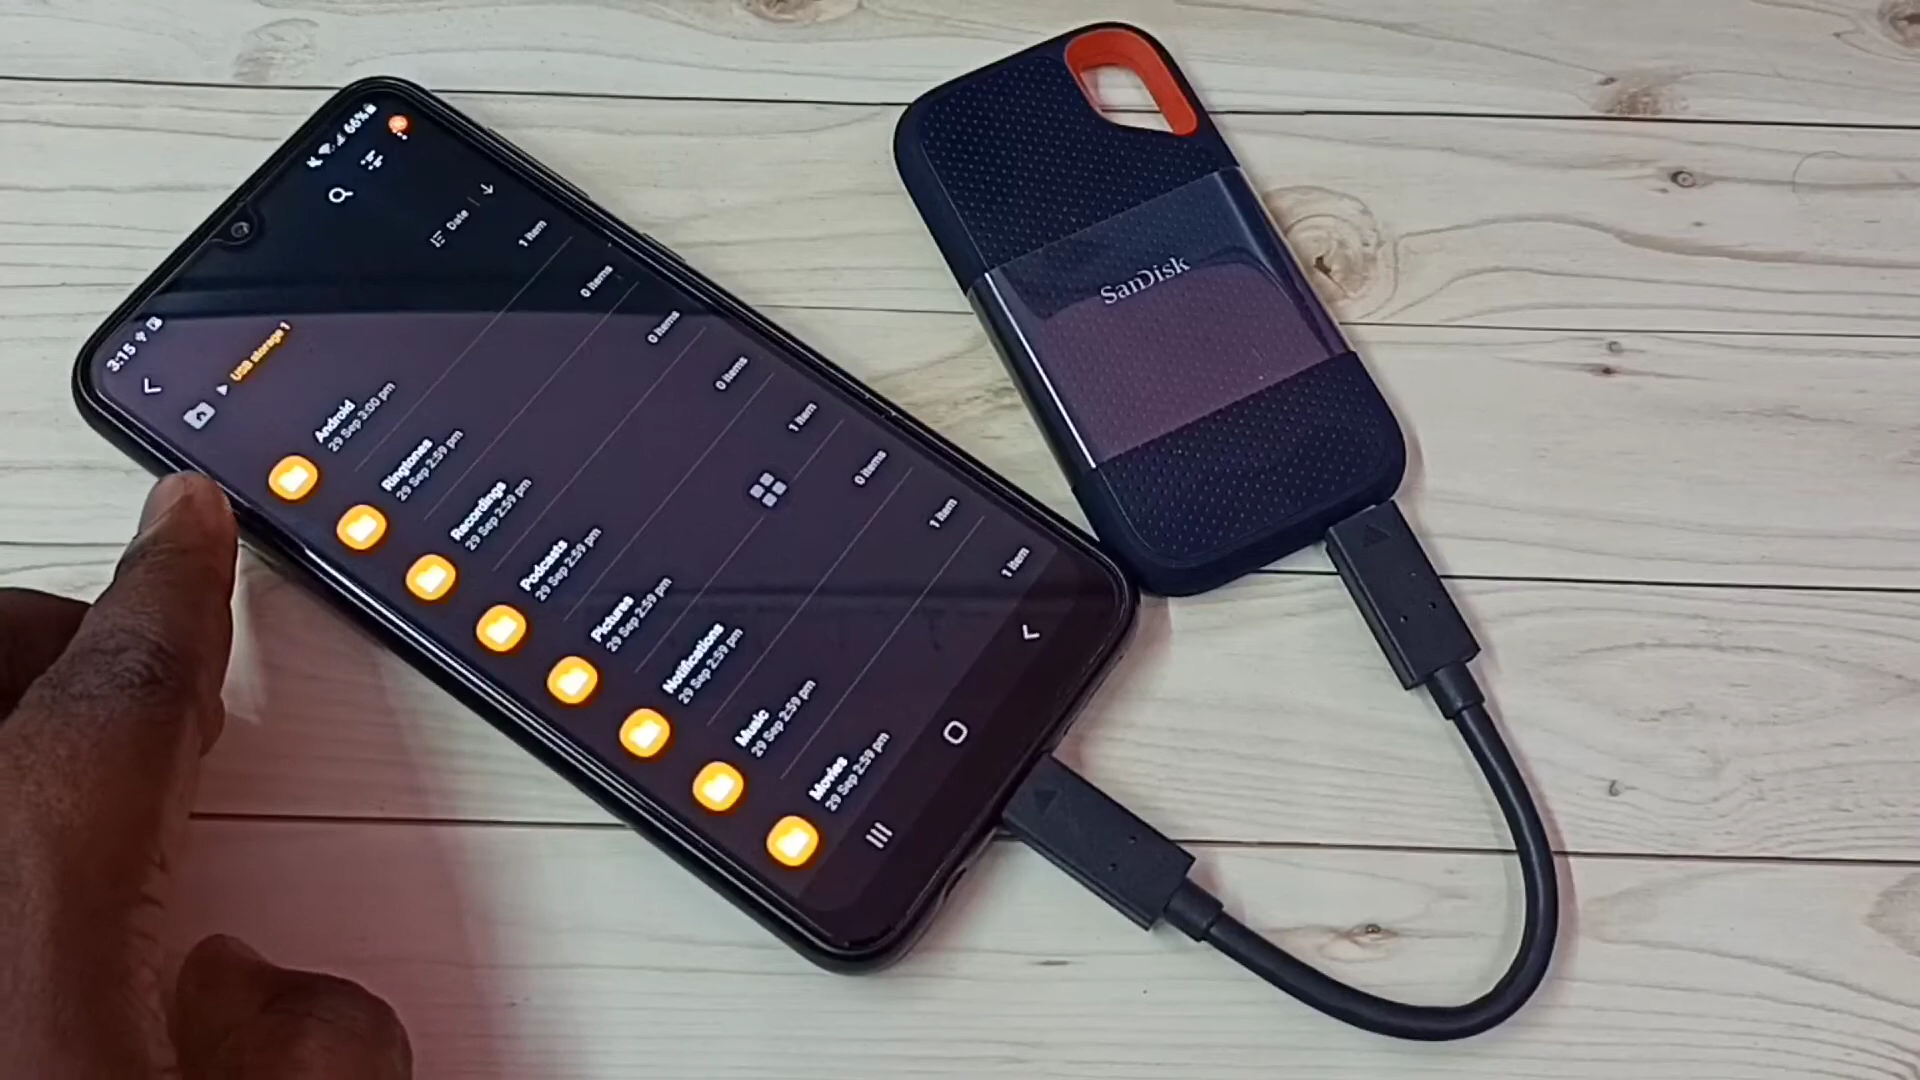 3:15
66%
USB storage 1
Date
Android
29 Sep 3:00 pm
1 item
Ringtones
29 Sep 2:59 pm
0 items
Recordings
29 Sep 2:59 pm
0 items
Podcasts
29 Sep 2:59 pm
0 items
Pictures
29 Sep 2:59 pm
1 item
Notifications
29 Sep 2:59 pm
0 items
Music
29 Sep 2:59 pm
1 item
Movies
29 Sep 2:59 pm
1 item
SanDisk